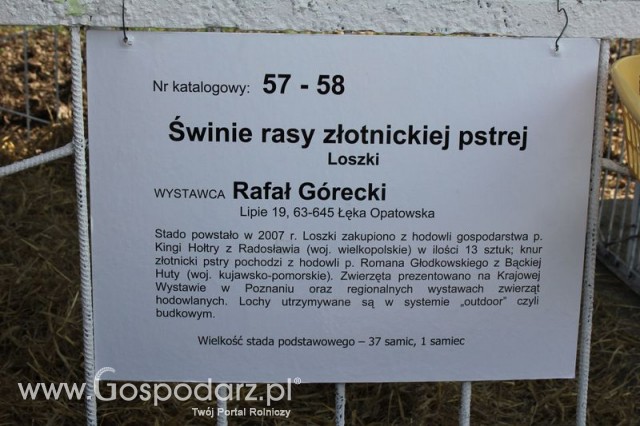 Nr katalogowy: 57 - 58
Świnie rasy złotnickiej pstrej
Loszki
WYSTAWCA Rafał Górecki
Lipie 19, 63-645 Łęka Opatowska
Stado powstało w 2007 r. Loszki zakupiono z hodowli gospodarstwa p.
Kingi Hołtry z Radosławia (woj. wielkopolskie) w ilości 13 sztuk; knur
złotnicki pstry pochodzi z hodowli p. Romana Głodkowskiego z Bąckiej
Huty (woj. kujawsko-pomorskie). Zwierzęta prezentowano na Krajowej
Wystawie w Poznaniu oraz regionalnych wystawach zwierząt
hodowlanych. Lochy utrzymywane są w systemie „outdoor” czyli
budkowym.
Wielkość stada podstawowego – 37 samic, 1 samiec
www.Gospodarz.pl®
Twój Portal Rolniczy